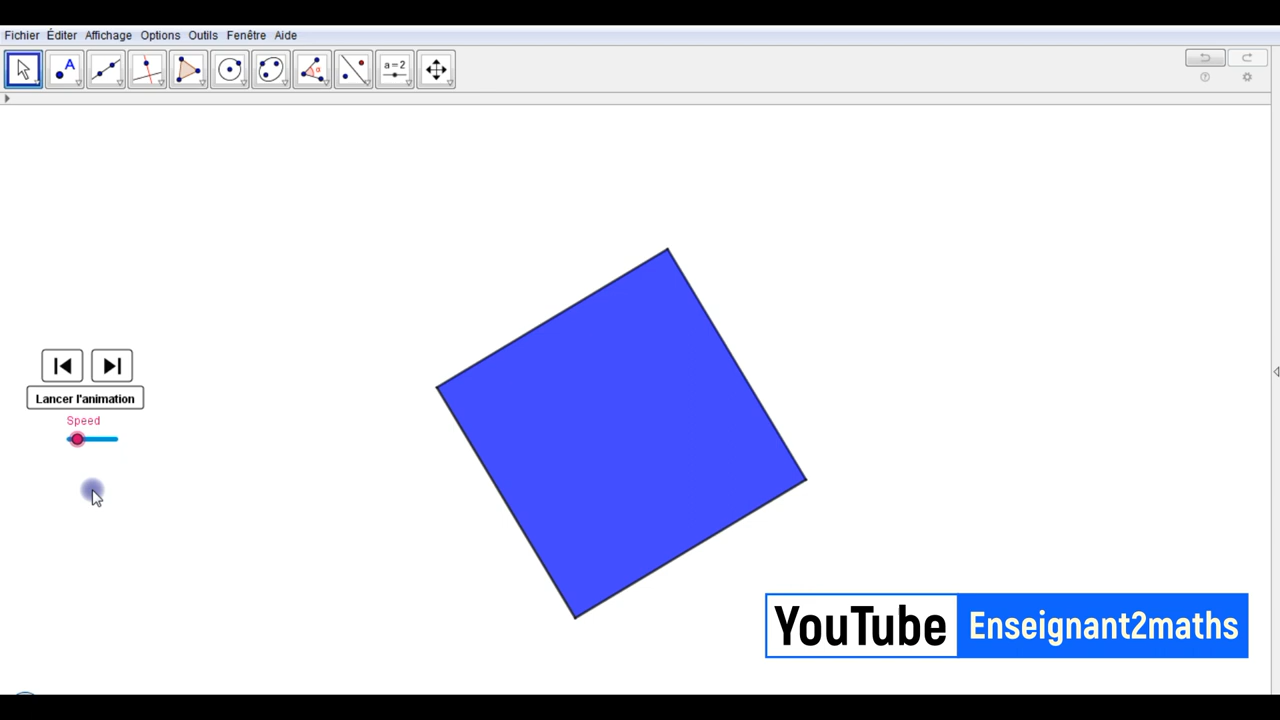 Fichier Éditer Affichage Options Outils Fenêtre Aide
A
α
a = 2
Lancer l'animation
Speed
YouTube Enseignant2maths